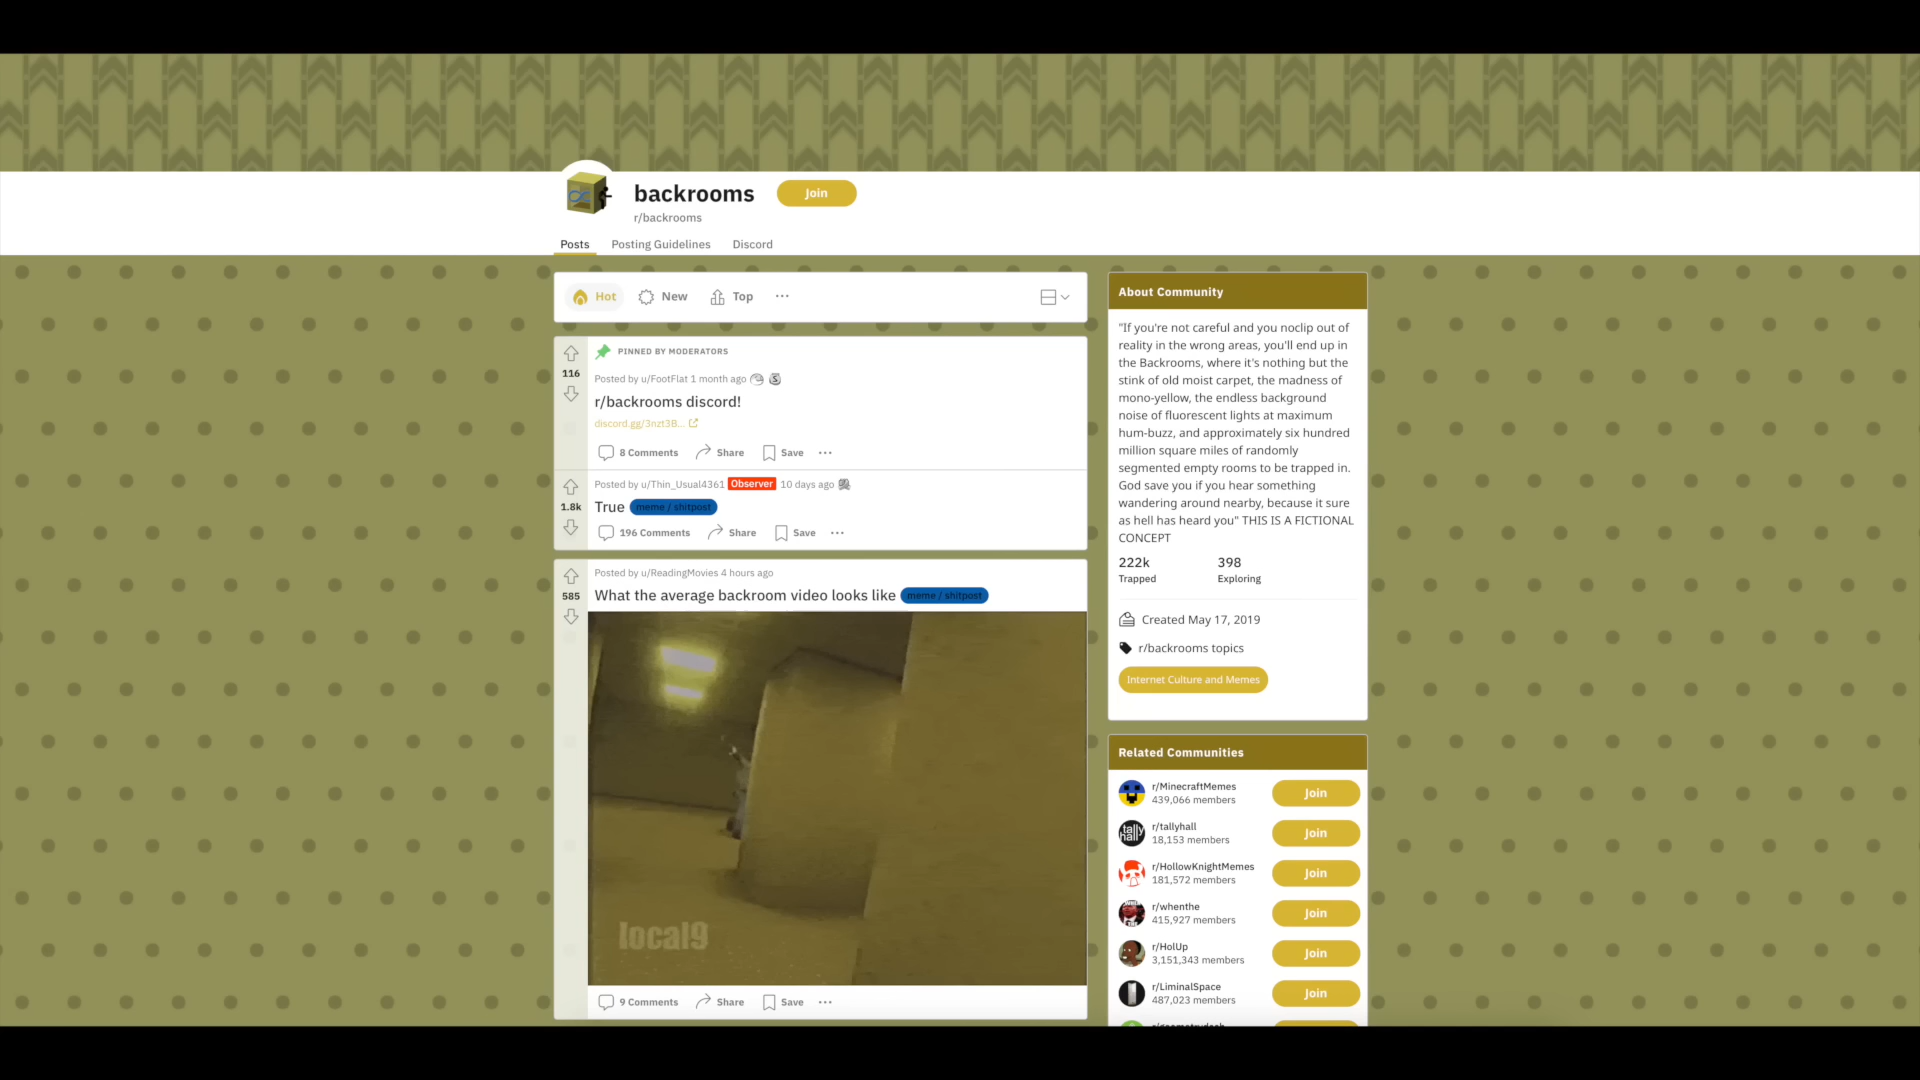 backrooms
Join
r/backrooms
Posts
Posting Guidelines
Discord
Hot
New
Top
PINNED BY MODERATORS
116
Posted by u/FootFlat 1 month ago
r/backrooms discord!
discord.gg/3nzt3B...
8 Comments
Share
Save
Posted by u/Thin_Usual4361 Observer 10 days ago
1.8k
True meme / shitpost
196 Comments
Share
Save
Posted by u/ReadingMovies 4 hours ago
585
What the average backroom video looks like meme / shitpost
local9
9 Comments
Share
Save
About Community
"If you're not careful and you noclip out of
reality in the wrong areas, you'll end up in
the Backrooms, where it's nothing but the
stink of old moist carpet, the madness of
mono-yellow, the endless background
noise of fluorescent lights at maximum
hum-buzz, and approximately six hundred
million square miles of randomly
segmented empty rooms to be trapped in.
God save you if you hear something
wandering around nearby, because it sure
as hell has heard you" THIS IS A FICTIONAL
CONCEPT
222k
Trapped
398
Exploring
Created May 17, 2019
r/backrooms topics
Internet Culture and Memes
Related Communities
r/MinecraftMemes
439,066 members
Join
tally
hall
r/tallyhall
18,153 members
Join
r/HollowKnightMemes
181,572 members
Join
r/whenthe
415,927 members
Join
r/HolUp
3,151,343 members
Join
r/LiminalSpace
487,023 members
Join